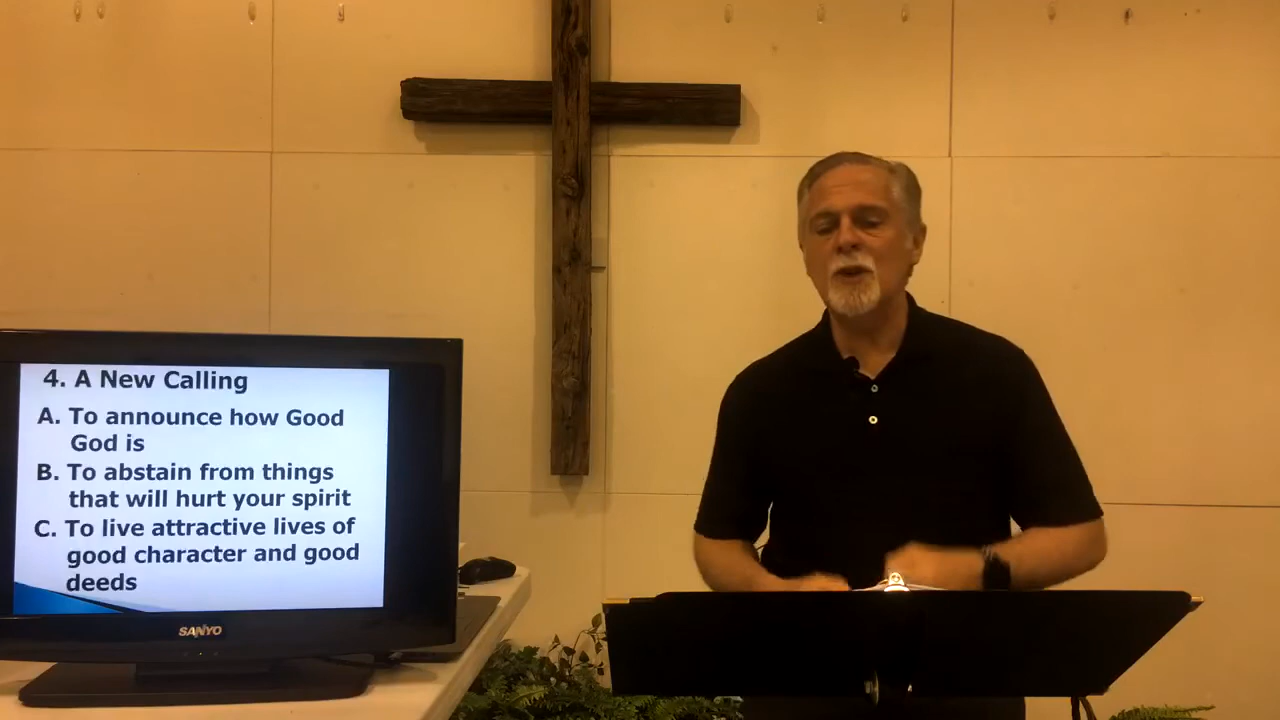 4. A New Calling
A. To announce how Good
God is
B. To abstain from things
that will hurt your spirit
C. To live attractive lives of
good character and good
deeds
SANYO